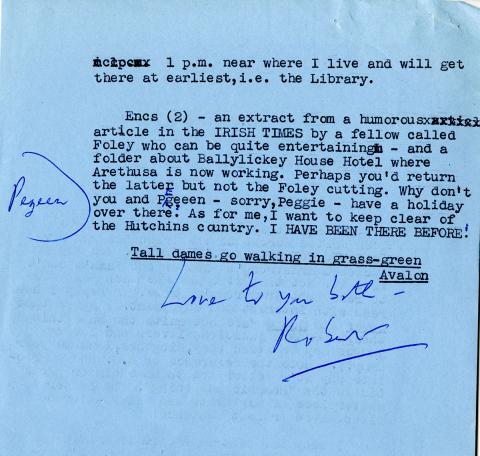 1 p.m. near where I live and will get
there at earliest,i.e. the Library.
Encs (2) - an extract from a humorous
article in the IRISH TIMES by a fellow called
Foley who can be quite entertaining - and a
folder about Ballylickey House Hotel where
Arethusa is now working. Perhaps you'd return
the latter but not the Foley cutting. Why don't
Pegeen
you and Pgeeen - sorry,Peggie - have a holiday
over there? As for me,I want to keep clear of
the Hutchins country. I HAVE BEEN THERE BEFORE!
Tall dames go walking in grass-green
Avalon
Love to you both -
Robert